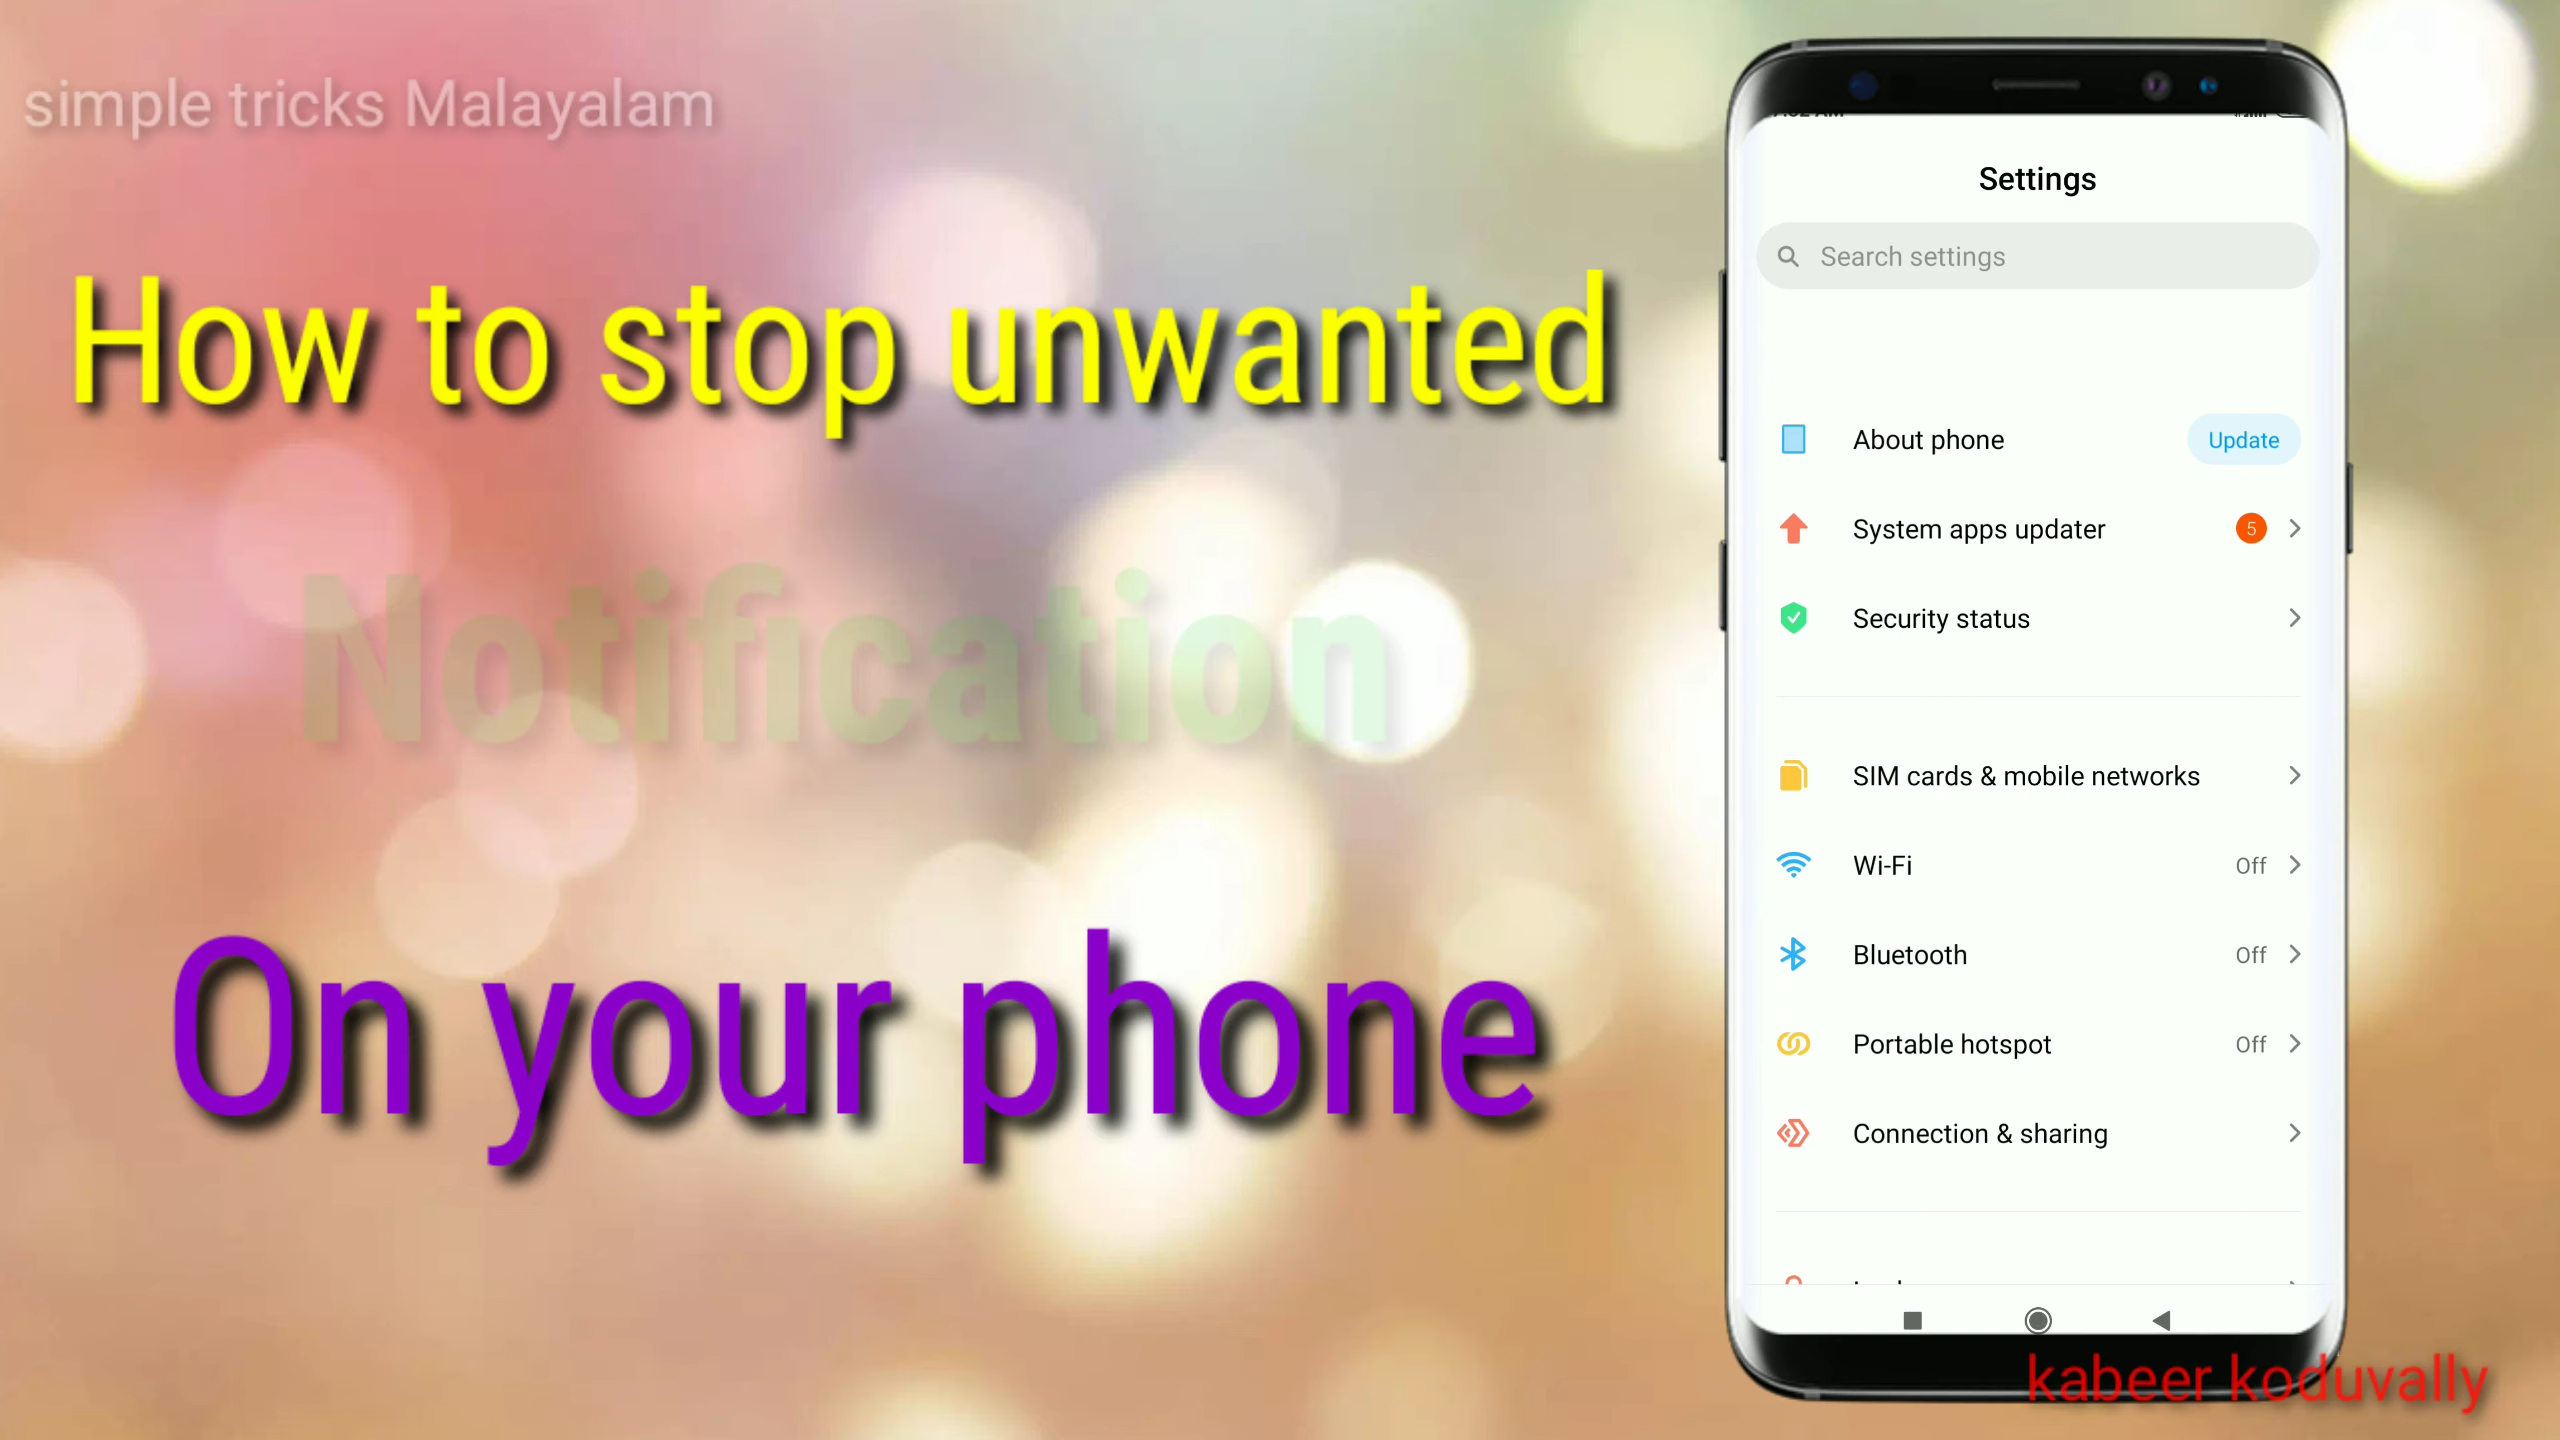 simple tricks Malayalam
How to stop unwanted
Notification
On your phone
Settings
Search settings
About phone
Update
System apps updater
5
Security status
SIM cards & mobile networks
Wi-Fi
Off
Bluetooth
Off
Portable hotspot
Off
Connection & sharing
kabeer koduvally